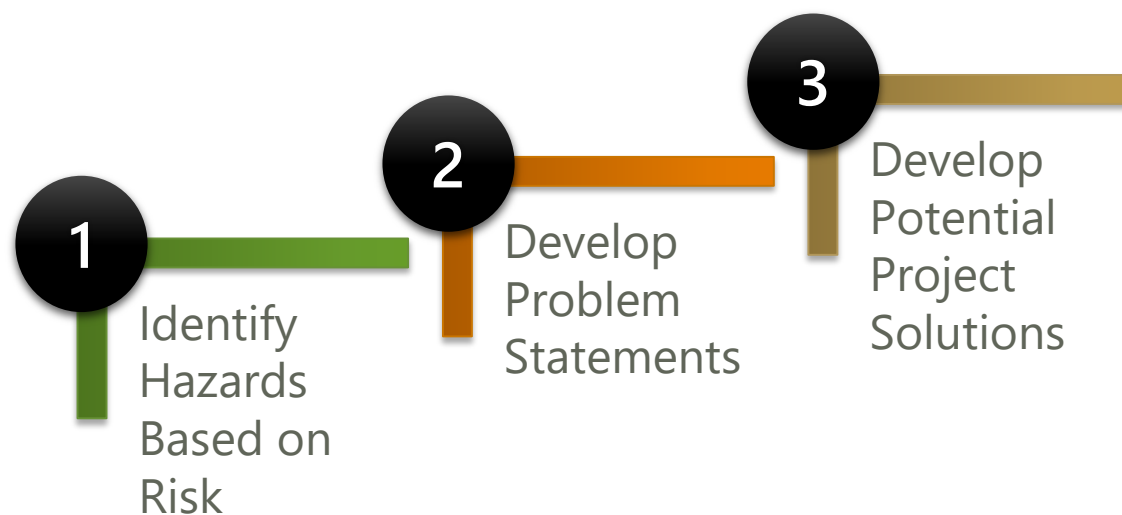 1
Identify
Hazards
Based on
Risk
2
Develop
Problem
Statements
3
Develop
Potential
Project
Solutions